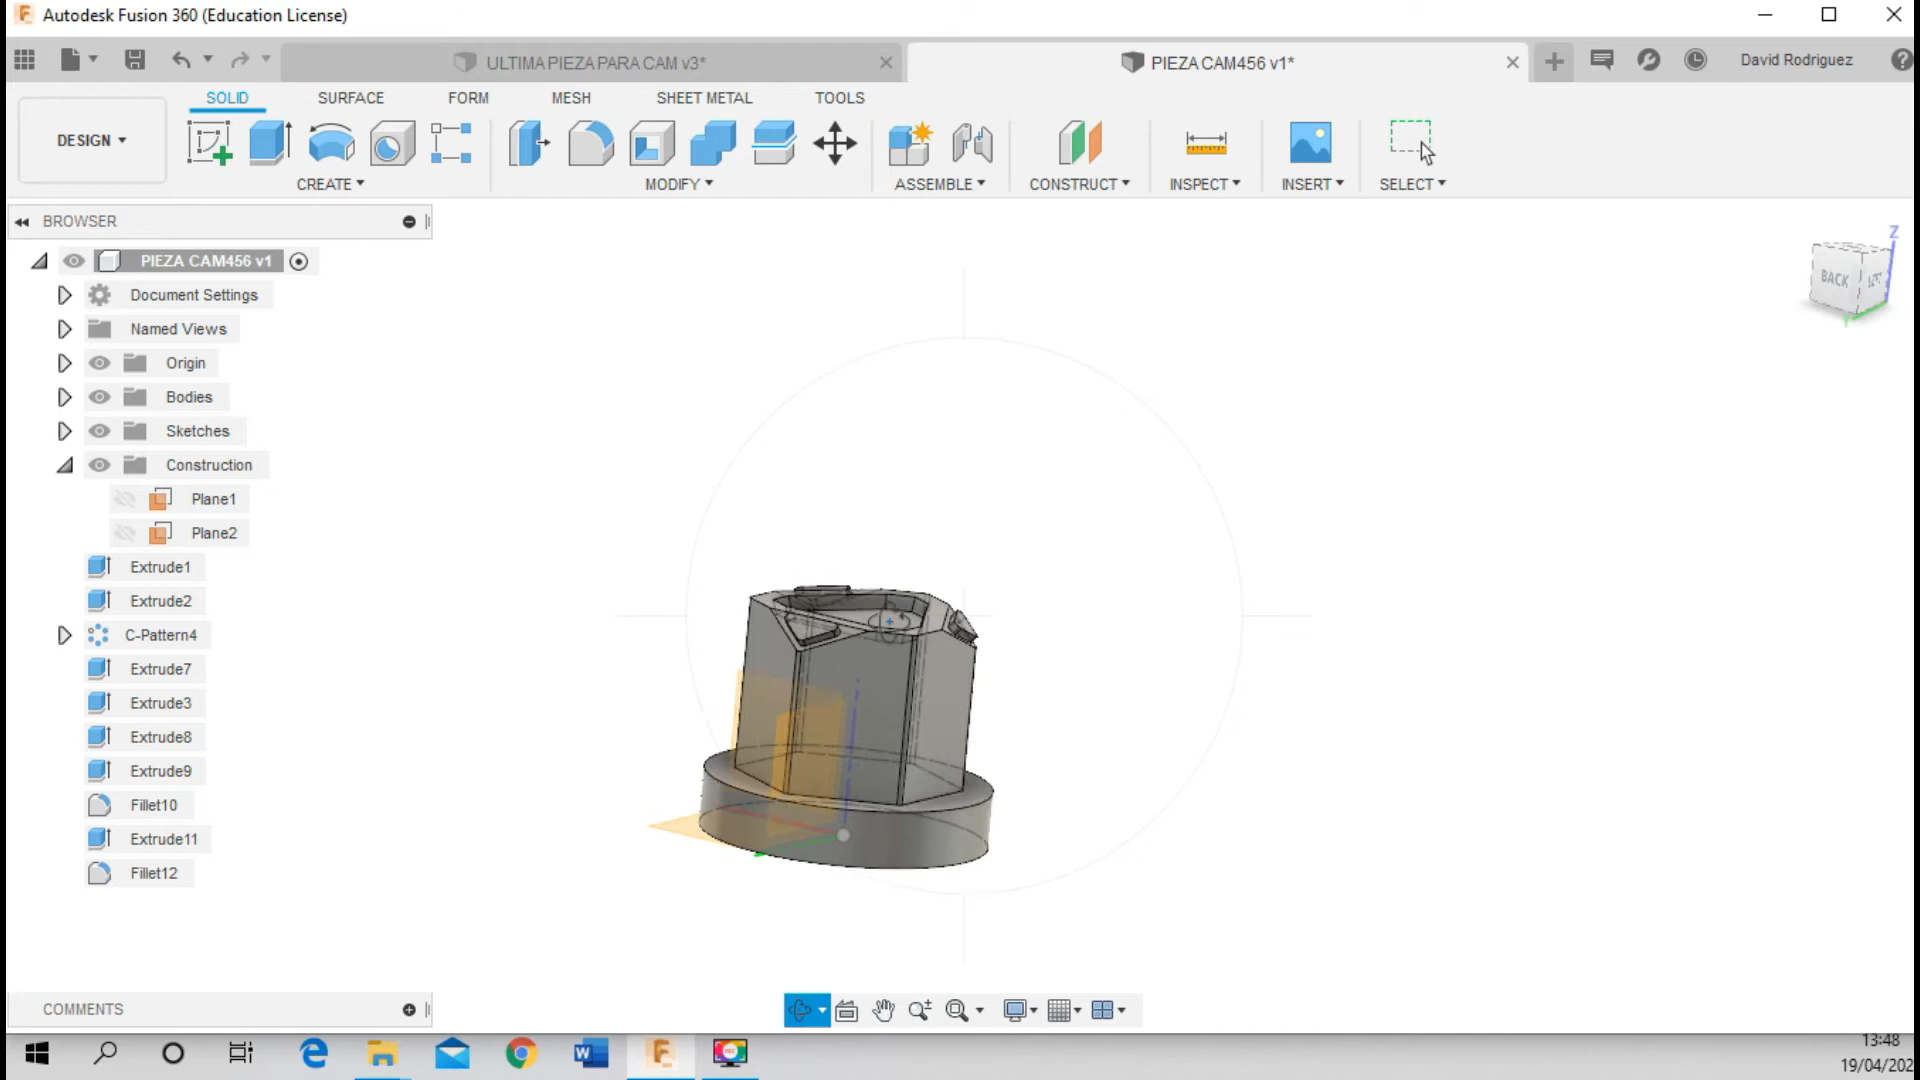 Autodesk Fusion 360 (Education License)
ULTIMA PIEZA PARA CAM v3*
PIEZA CAM456 v1*
David Rodriguez
SOLID SURFACE FORM MESH SHEET METAL TOOLS
DESIGN
CREATE MODIFY ASSEMBLE CONSTRUCT INSPECT INSERT SELECT
BROWSER
PIEZA CAM456 v1
Document Settings
Named Views
Origin
Bodies
Sketches
Construction
Plane1
Plane2
Extrude1
Extrude2
C-Pattern4
Extrude7
Extrude3
Extrude8
Extrude9
Fillet10
Extrude11
Fillet12
Z
BACK
Y
COMMENTS
13:48
19/04/202